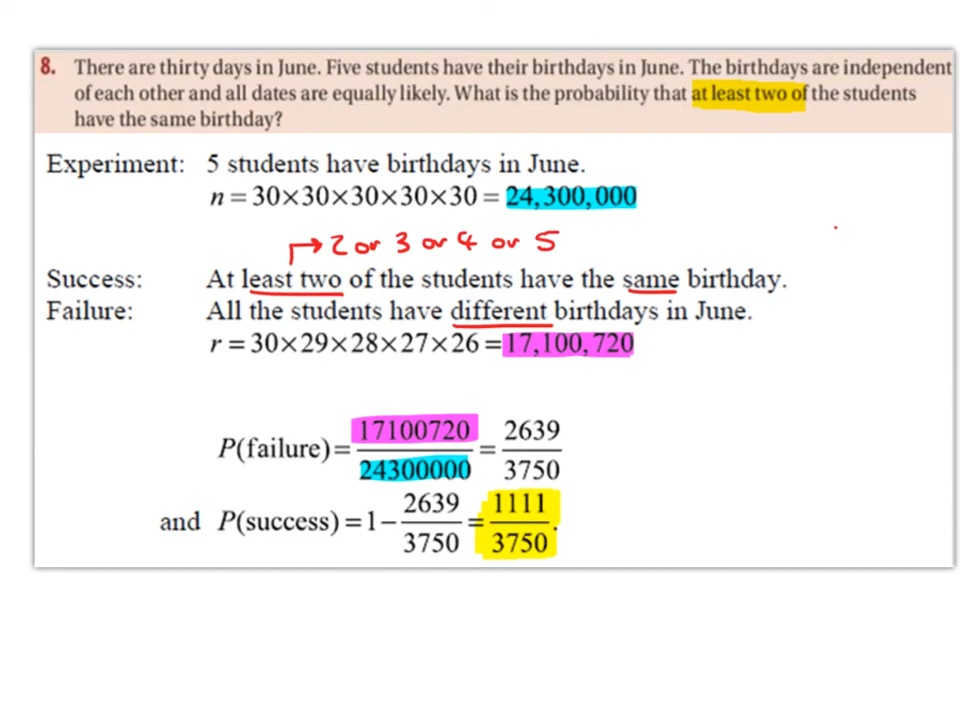 8. There are thirty days in June. Five students have their birthdays in June. The birthdays are independent
of each other and all dates are equally likely. What is the probability that at least two of the students
have the same birthday?
Experiment: 5 students have birthdays in June.
n = 30×30×30×30×30 = 24,300,000
→ 2 or 3 or 4 or 5
Success: At least two of the students have the same birthday.
Failure: All the students have different birthdays in June.
r = 30×29×28×27×26 = 17,100,720
P(failure) = 17100720/24300000 = 2639/3750
and P(success) = 1 − 2639/3750 = 1111/3750.